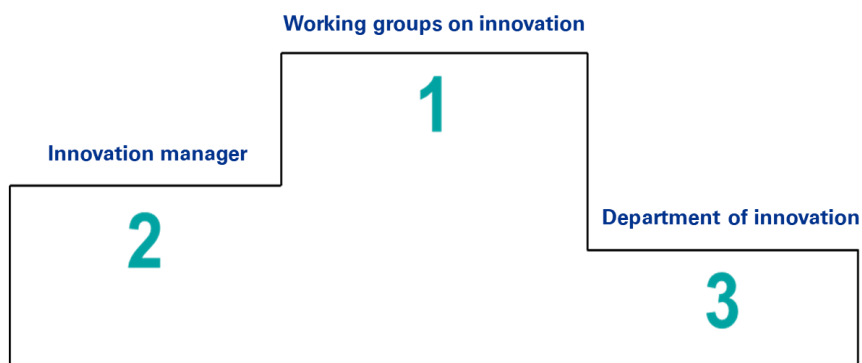 Working groups on innovation
1
Innovation manager
2
Department of innovation
3